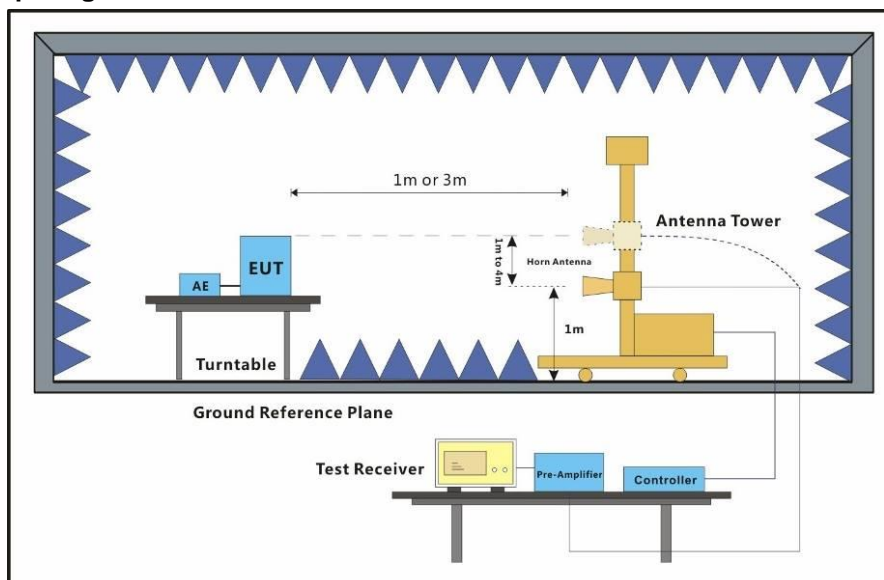 1m or 3m
Antenna Tower
1m to 4m
Horn Antenna
EUT
AE
1m
Turntable
Ground Reference Plane
Test Receiver
Pre-Amplifier
Controller